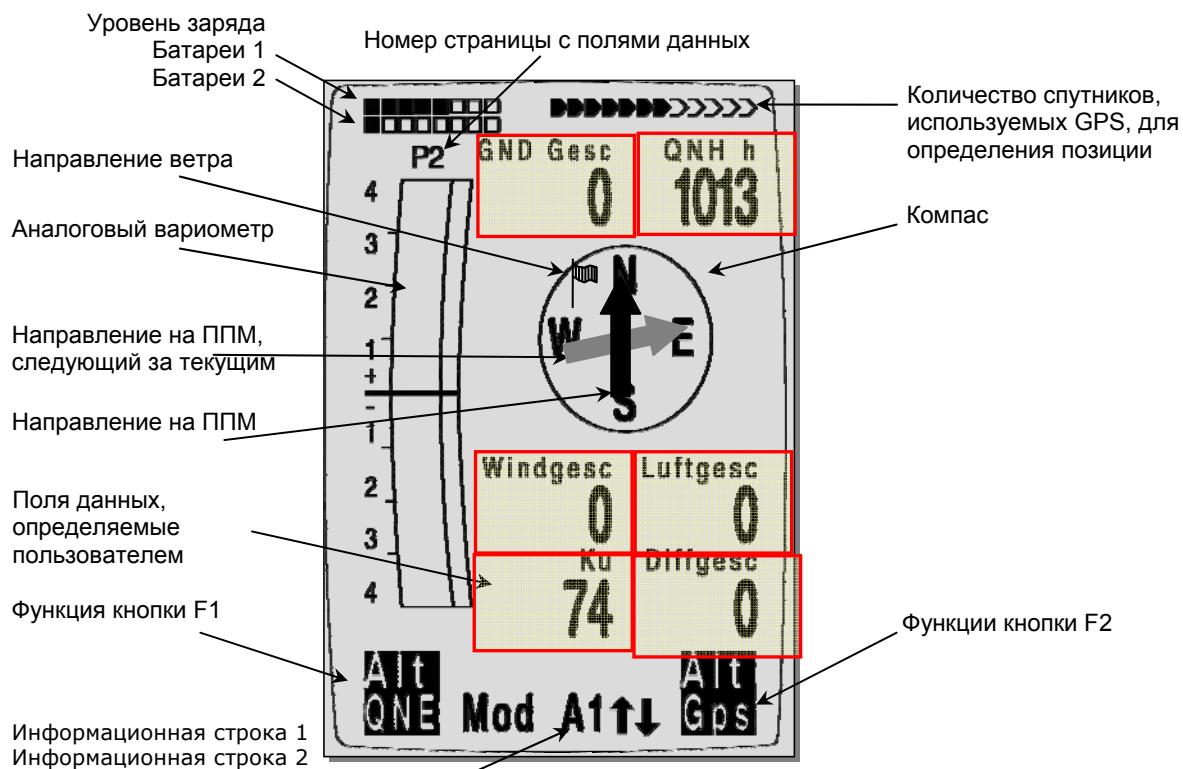 Уровень заряда
Батареи 1
Батареи 2
Номер страницы с полями данных
Количество спутников,
используемых GPS, для
определения позиции
Направление ветра
Аналоговый вариометр
Направление на ППМ,
следующий за текущим
Направление на ППМ
Поля данных,
определяемые
пользователем
Функция кнопки F1
Информационная строка 1
Информационная строка 2
Компас
Функции кнопки F2
P2
GND Gesc
0
QNH h
1013
4
3
2
1
+
-
1
2
3
4
N
W
E
S
Windgesc
0
Luftgesc
0
Ku
74
Diffgesc
0
Alt
QNE
Mod A1↑↓
Alt
Gps